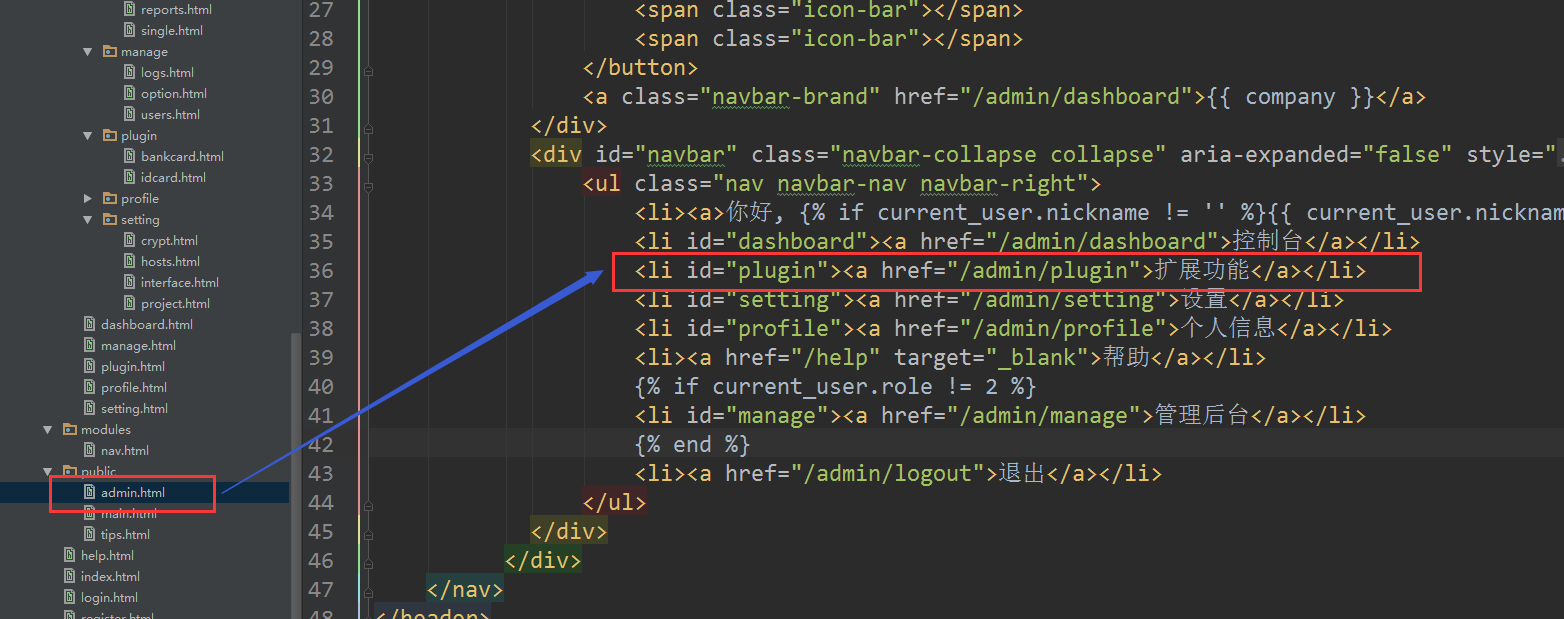 reports.html
single.html
manage
logs.html
option.html
users.html
plugin
bankcard.html
idcard.html
profile
setting
crypt.html
hosts.html
interface.html
project.html
dashboard.html
manage.html
plugin.html
profile.html
setting.html
modules
nav.html
public
admin.html
main.html
tips.html
help.html
index.html
login.html
register.html
27 <span class="icon-bar"></span>
28 <span class="icon-bar"></span>
29 </button>
30 <a class="navbar-brand" href="/admin/dashboard">{{ company }}</a>
31 </div>
32 <div id="navbar" class="navbar-collapse collapse" aria-expanded="false" style=".
33 <ul class="nav navbar-nav navbar-right">
34 <li><a>你好, {% if current_user.nickname != '' %}{{ current_user.nicknam
35 <li id="dashboard"><a href="/admin/dashboard">控制台</a></li>
36 <li id="plugin"><a href="/admin/plugin">扩展功能</a></li>
37 <li id="setting"><a href="/admin/setting">设置</a></li>
38 <li id="profile"><a href="/admin/profile">个人信息</a></li>
39 <li><a href="/help" target="_blank">帮助</a></li>
40 {% if current_user.role != 2 %}
41 <li id="manage"><a href="/admin/manage">管理后台</a></li>
42 {% end %}
43 <li><a href="/admin/logout">退出</a></li>
44 </ul>
45 </div>
46 </div>
47 </nav>
48 </header>